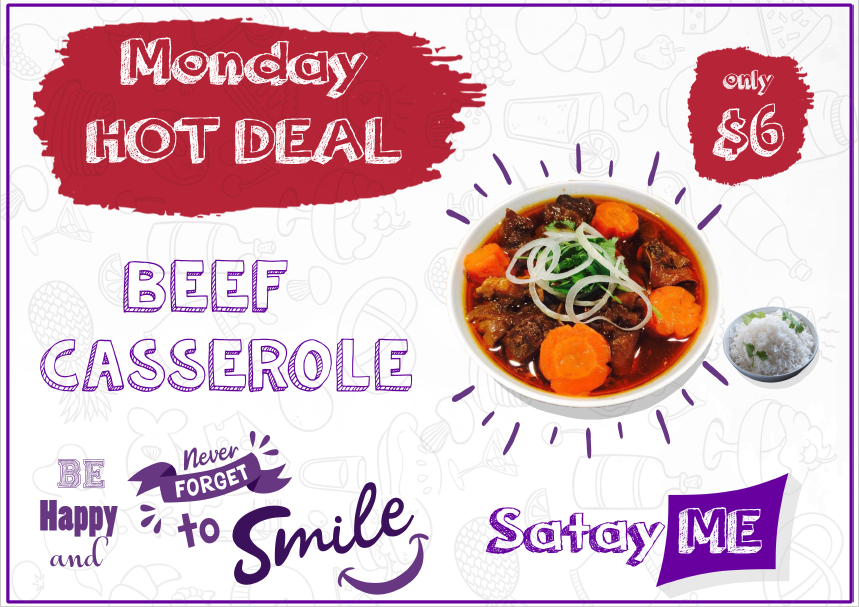 Monday
HOT DEAL
only
$6
BEEF
CASSEROLE
BE
Happy
and
Never
FORGET
to Smile
Satay ME